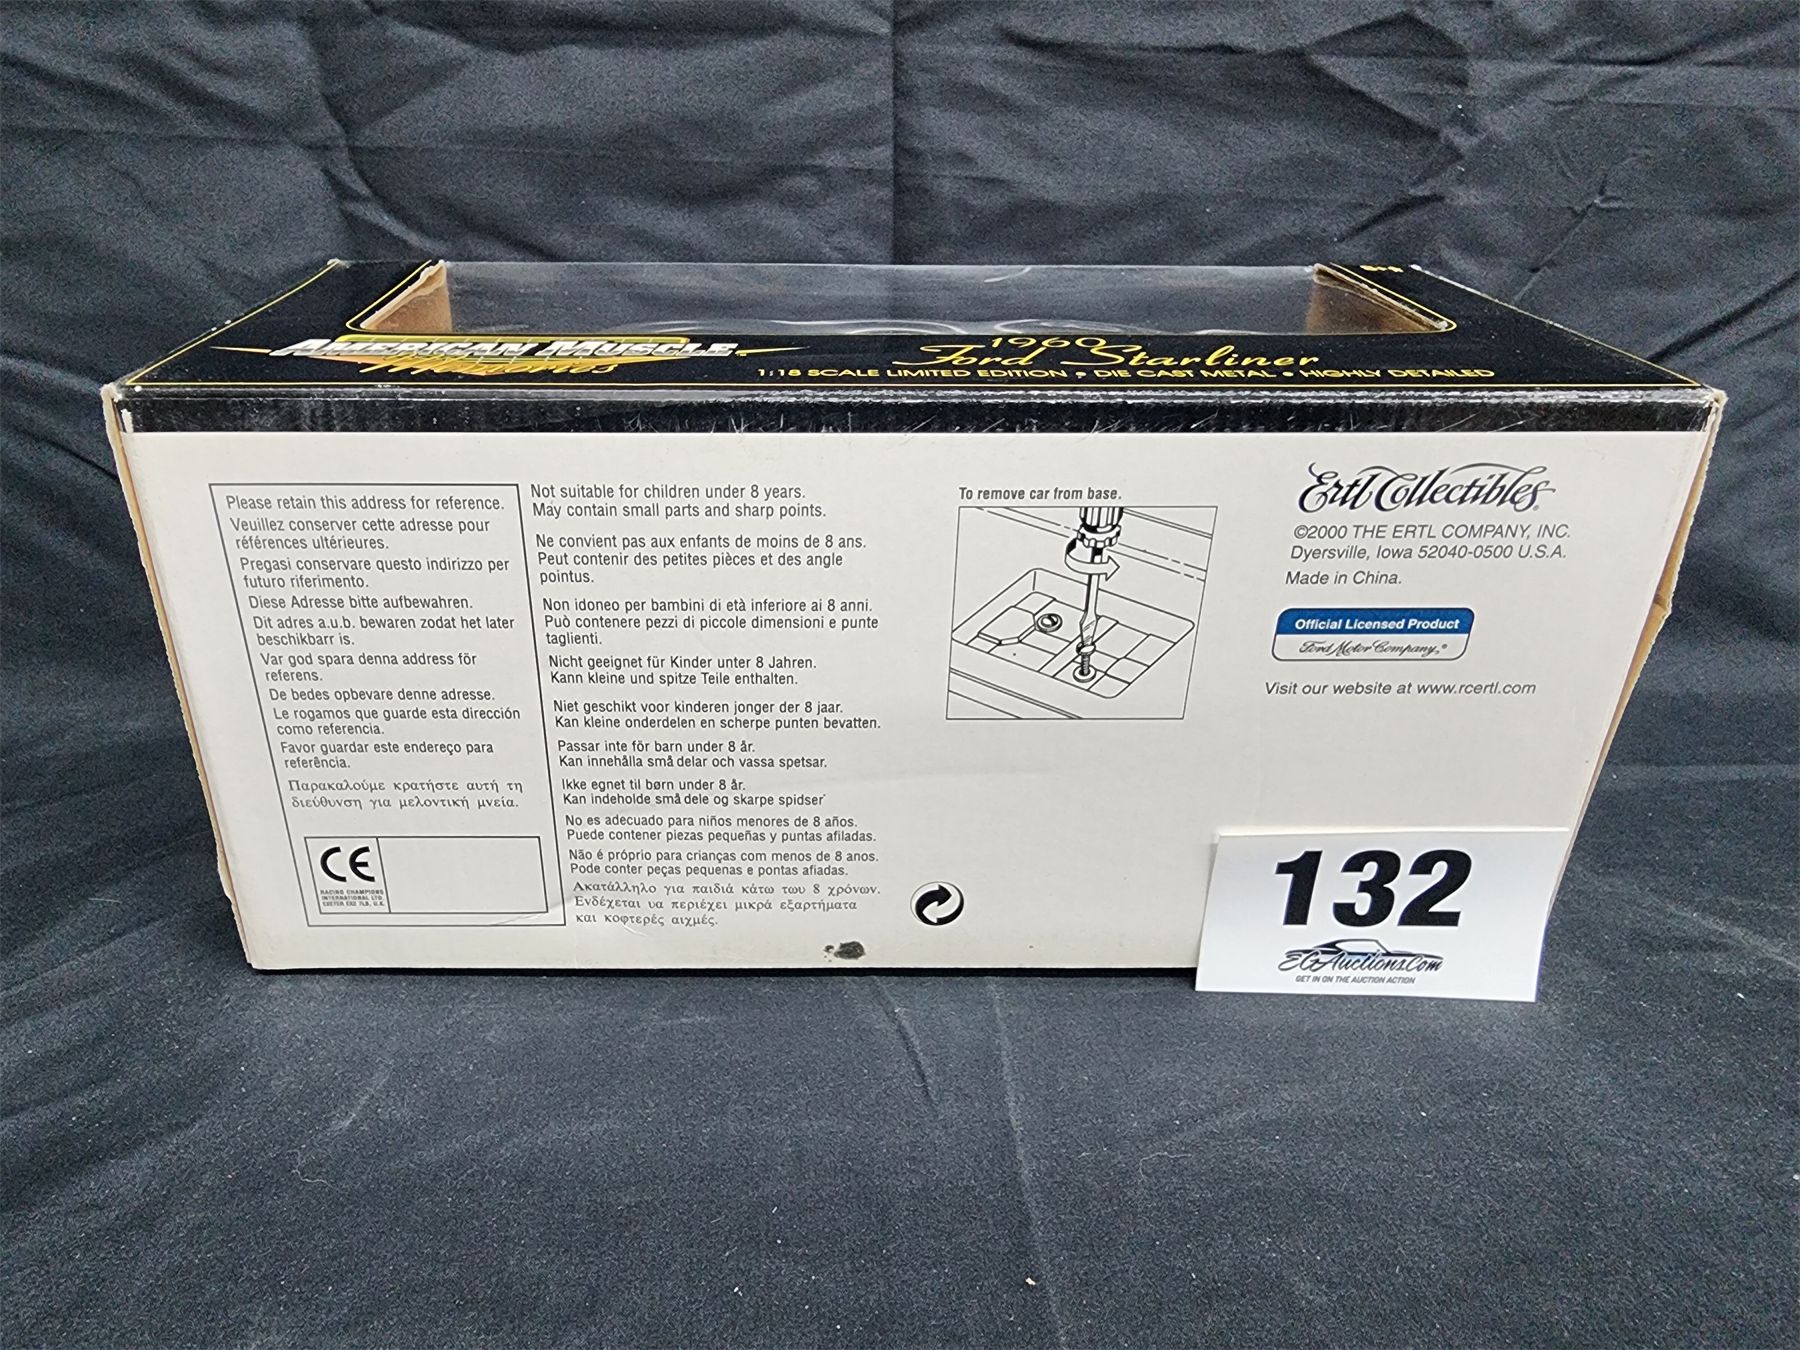 AMERICAN MUSCLE
Memories
1960
Ford Starliner
1:18 SCALE LIMITED EDITION • DIE CAST METAL • HIGHLY DETAILED
Please retain this address for reference.
Veuillez conserver cette adresse pour
références ultérieures.
Pregasi conservare questo indirizzo per
futuro riferimento.
Diese Adresse bitte aufbewahren.
Dit adres a.u.b. bewaren zodat het later
beschikbarr is.
Var god spara denna address för
referens.
De bedes opbevare denne adresse.
Le rogamos que guarde esta dirección
como referencia.
Favor guardar este endereço para
referência.
Παρακαλούμε κρατήστε αυτή τη
διεύθυνση για μελοντική μνεία.
CE
RACING CHAMPIONS
INTERNATIONAL LTD.
EXETER EX2 7LB, U.K.
Not suitable for children under 8 years.
May contain small parts and sharp points.
Ne convient pas aux enfants de moins de 8 ans.
Peut contenir des petites pièces et des angle
pointus.
Non idoneo per bambini di età inferiore ai 8 anni.
Può contenere pezzi di piccole dimensioni e punte
taglienti.
Nicht geeignet für Kinder unter 8 Jahren.
Kann kleine und spitze Teile enthalten.
Niet geschikt voor kinderen jonger der 8 jaar.
Kan kleine onderdelen en scherpe punten bevatten.
Passar inte för barn under 8 år.
Kan innehålla små delar och vassa spetsar.
Ikke egnet til børn under 8 år.
Kan indeholde små dele og skarpe spidser
No es adecuado para niños menores de 8 años.
Puede contener piezas pequeñas y puntas afiladas.
Não é próprio para crianças com menos de 8 anos.
Pode conter peças pequenas e pontas afiadas.
Ακατάλληλο για παιδιά κάτω των 8 χρόνων.
Ενδέχεται να περιέχει μικρά εξαρτήματα
και κοφτερές αιχμές.
To remove car from base.
Ertl Collectibles®
©2000 THE ERTL COMPANY, INC.
Dyersville, Iowa 52040-0500 U.S.A.
Made in China.
Official Licensed Product
Ford Motor Company®
Visit our website at www.rcertl.com
132
EGAuctions.Com
GET IN ON THE AUCTION ACTION